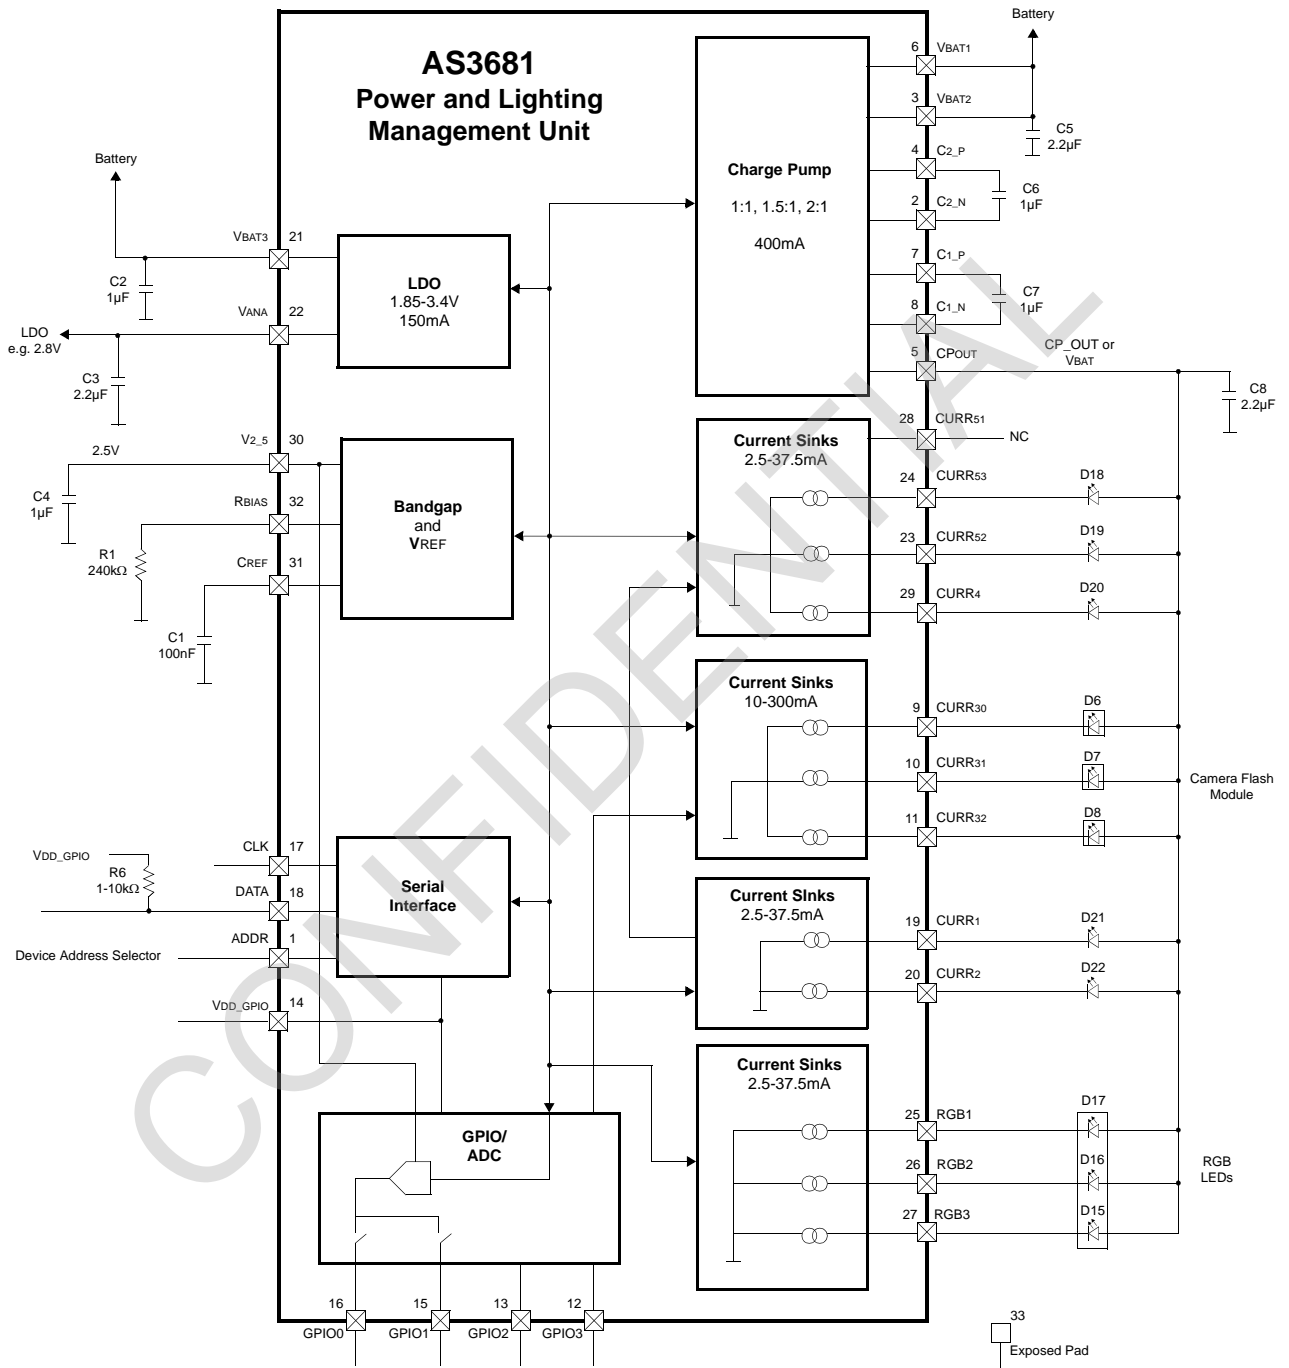 AS3681
Power and Lighting
Management Unit
Battery
VBAT3 21
C2
1µF
VANA 22
LDO
e.g. 2.8V
C3
2.2µF
LDO
1.85-3.4V
150mA
V2_5 30
2.5V
C4
1µF
RBIAS 32
R1
240kΩ
CREF 31
C1
100nF
Bandgap
and
VREF
CLK 17
VDD_GPIO
R6
1-10kΩ
DATA 18
ADDR 1
Device Address Selector
VDD_GPIO 14
Serial
Interface
GPIO/
ADC
16
GPIO0
15
GPIO1
13
GPIO2
12
GPIO3
Charge Pump
1:1, 1.5:1, 2:1
400mA
Battery
6 VBAT1
3 VBAT2
C5
2.2µF
4 C2_P
C6
1µF
2 C2_N
7 C1_P
C7
1µF
8 C1_N
5 CPOUT
CP_OUT or
VBAT
C8
2.2µF
Current Sinks
2.5-37.5mA
28 CURR51
NC
24 CURR53
D18
23 CURR52
D19
29 CURR4
D20
Current Sinks
10-300mA
9 CURR30
D6
10 CURR31
D7
11 CURR32
D8
Camera Flash
Module
Current SInks
2.5-37.5mA
19 CURR1
D21
20 CURR2
D22
Current Sinks
2.5-37.5mA
25 RGB1
D17
26 RGB2
D16
27 RGB3
D15
RGB
LEDs
33
Exposed Pad
CONFIDENTIAL